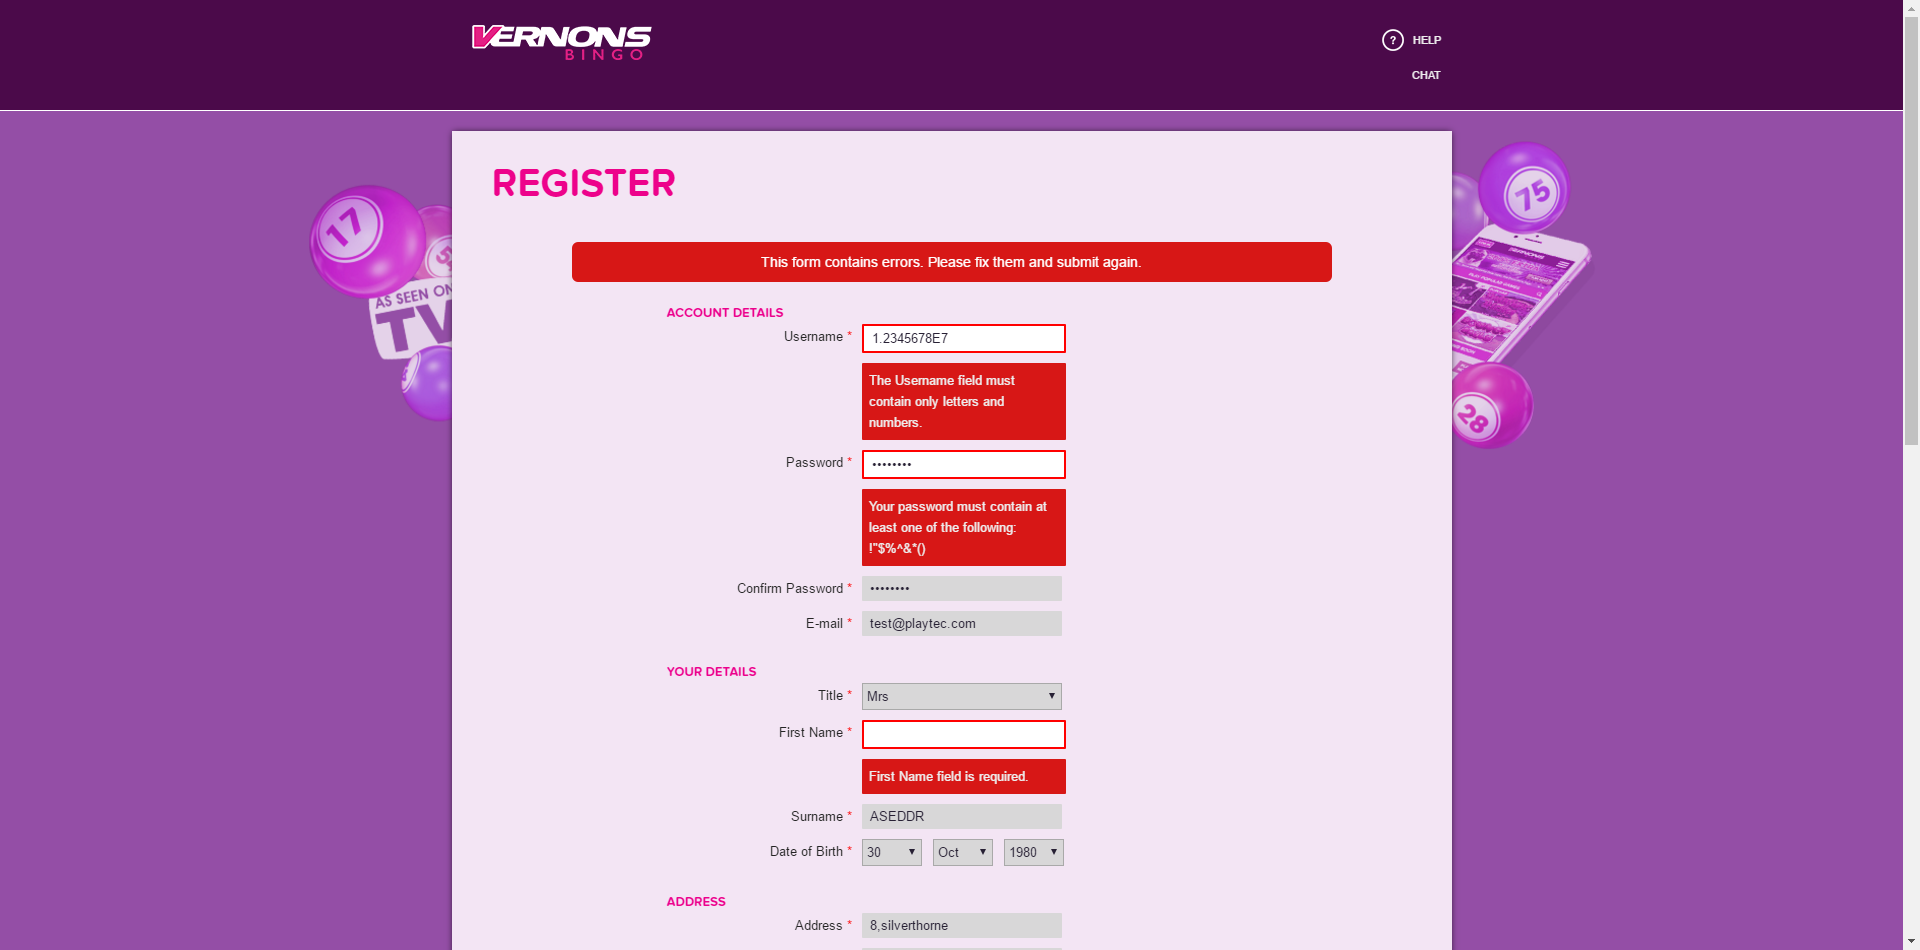 VERNONS
BINGO
? HELP
CHAT
REGISTER
17
75
AS SEEN ON
TV
28
This form contains errors. Please fix them and submit again.
ACCOUNT DETAILS
Username * 1.2345678E7
The Username field must
contain only letters and
numbers.
Password * ••••••••
Your password must contain at
least one of the following:
!"$%^&*()
Confirm Password * ••••••••
E-mail * test@playtec.com
YOUR DETAILS
Title * Mrs
First Name *
First Name field is required.
Surname * ASEDDR
Date of Birth * 30 Oct 1980
ADDRESS
Address * 8,silverthorne